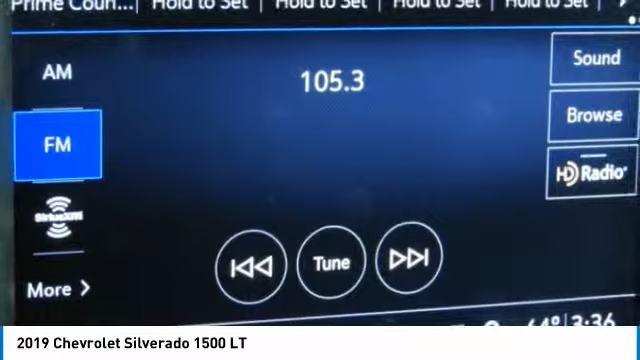 Prime Coun...
Hold to Set
Hold to Set
Hold to Set
Hold to Set
AM
105.3
Sound
FM
Browse
HD Radio
SiriusXM
Tune
More >
64° 3:36
2019 Chevrolet Silverado 1500 LT